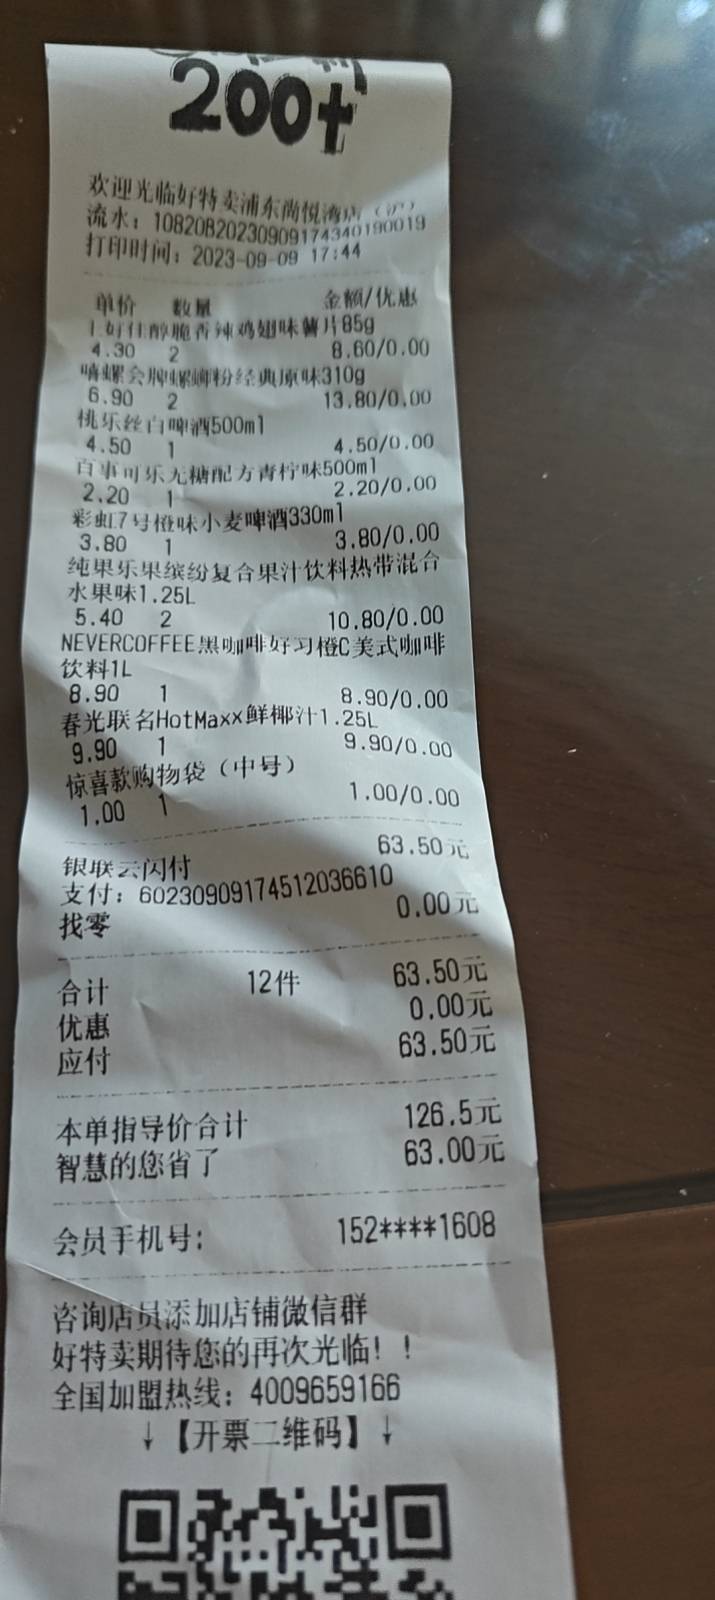 200+
欢迎光临好特卖浦东尚悦湾店（沪）
流水：10820820230909174340190019
打印时间：2023-09-09 17:44
单价 数量 金额/优惠
好佳醇脆香辣鸡翅味薯片85g
4.30 2 8.60/0.00
嘻螺会牌螺蛳粉经典原味310g
6.90 2 13.80/0.00
桃乐丝白啤酒500ml
4.50 1 4.50/0.00
百事可乐无糖配方青柠味500ml
2.20 1 2.20/0.00
彩虹7号橙味小麦啤酒330ml
3.80 1 3.80/0.00
纯果乐果缤纷复合果汁饮料热带混合
水果味1.25L
5.40 2 10.80/0.00
NEVERCOFFEE黑咖啡好习橙C美式咖啡
饮料1L
8.90 1 8.90/0.00
春光联名HotMaxx鲜椰汁1.25L
9.90 1 9.90/0.00
惊喜款购物袋（中号）
1.00 1 1.00/0.00
银联云闪付 63.50元
支付：60230909174512036610
找零 0.00元
合计 12件 63.50元
优惠 0.00元
应付 63.50元
本单指导价合计 126.5元
智慧的您省了 63.00元
会员手机号： 152****1608
咨询店员添加店铺微信群
好特卖期待您的再次光临！！
全国加盟热线：4009659166
↓【开票二维码】↓